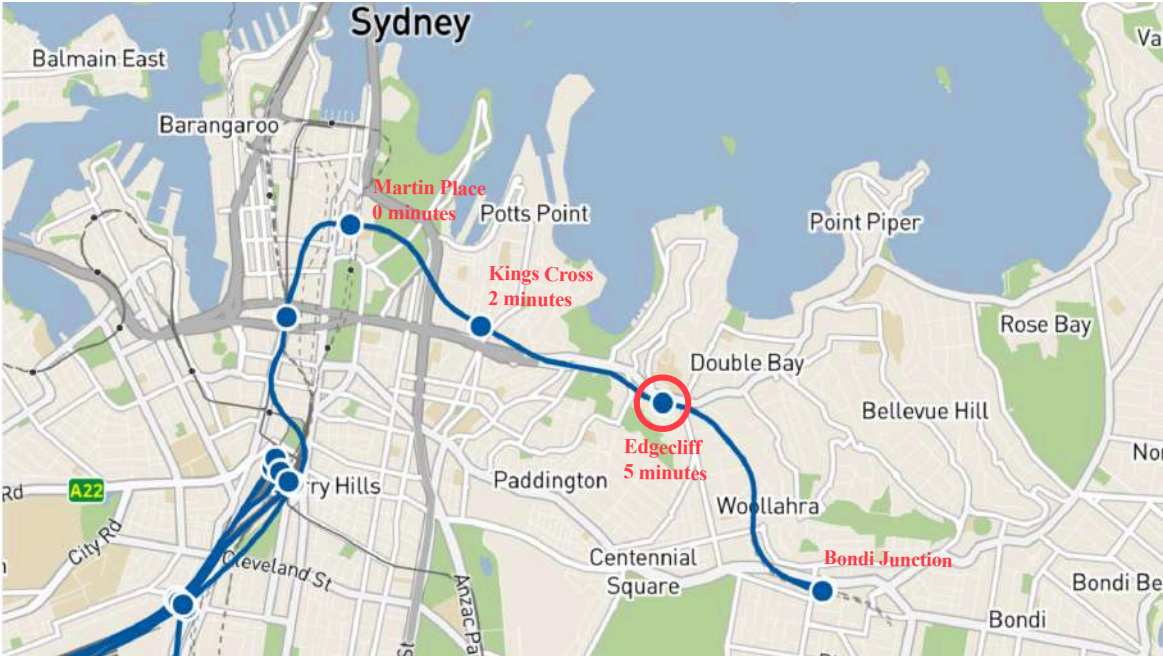 Sydney
Balmain East
Barangaroo
Martin Place
0 minutes
Potts Point
Point Piper
Kings Cross
2 minutes
Rose Bay
Double Bay
Bellevue Hill
Edgecliff
5 minutes
Paddington
Rd
A22
rry Hills
Woollahra
City Rd
Cleveland St
Centennial
Square
Bondi Junction
Anzac Pa
Bondi Be
Bondi
Va
No